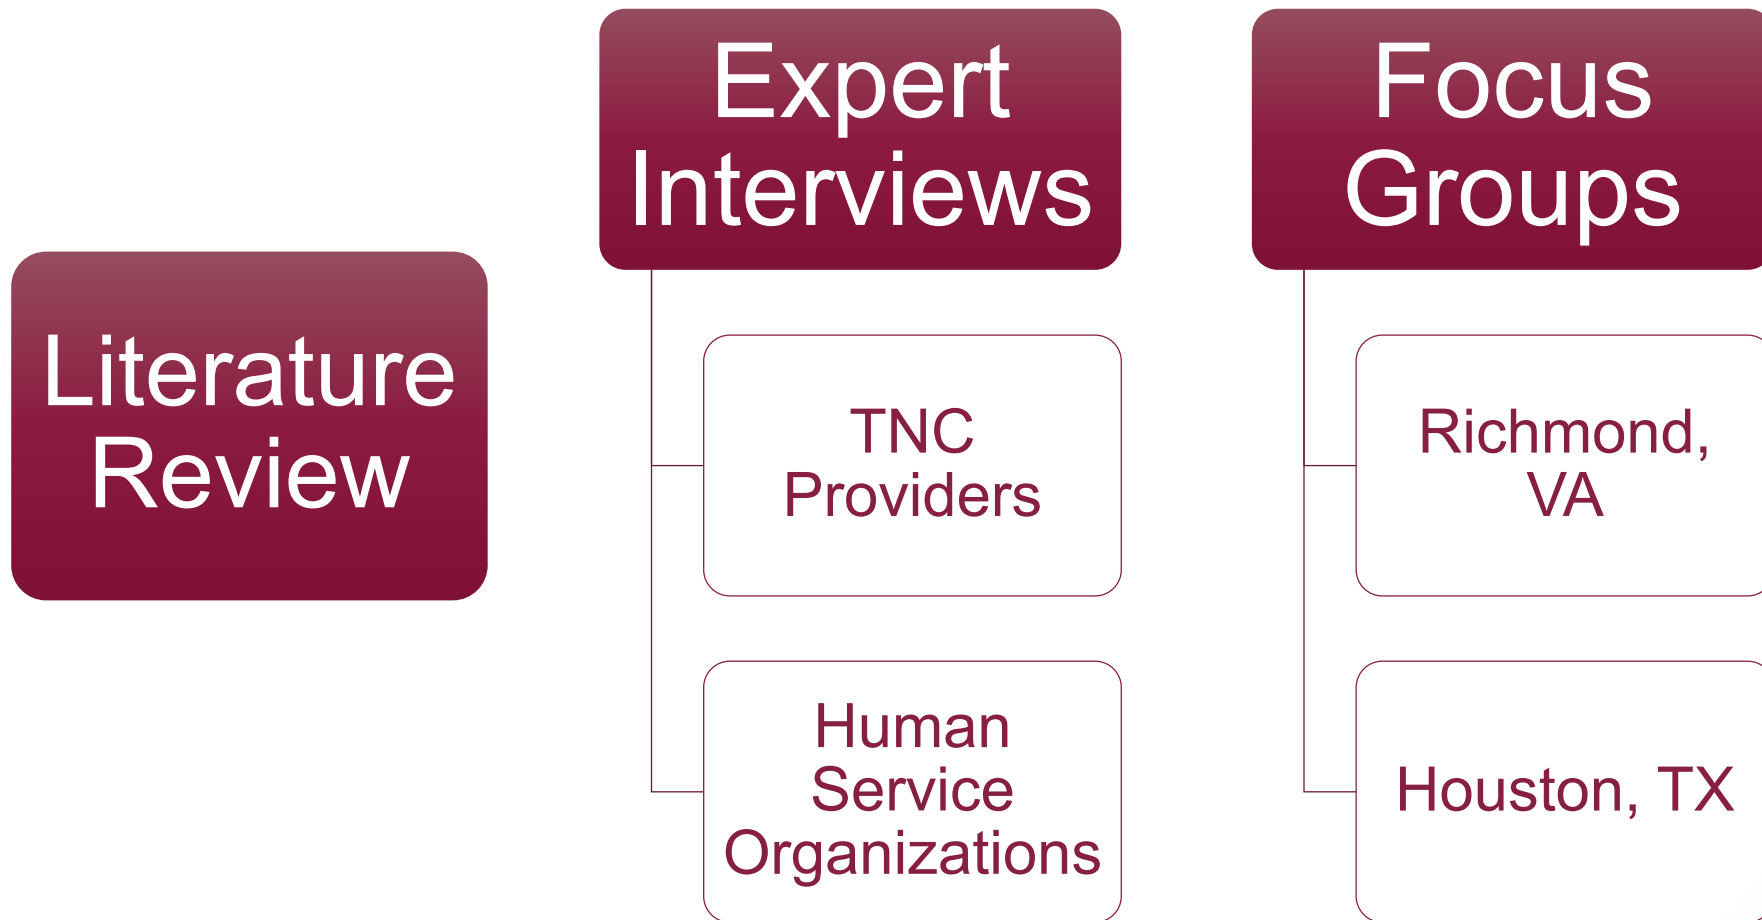 Literature
Review
Expert
Interviews
TNC
Providers
Human
Service
Organizations
Focus
Groups
Richmond,
VA
Houston, TX